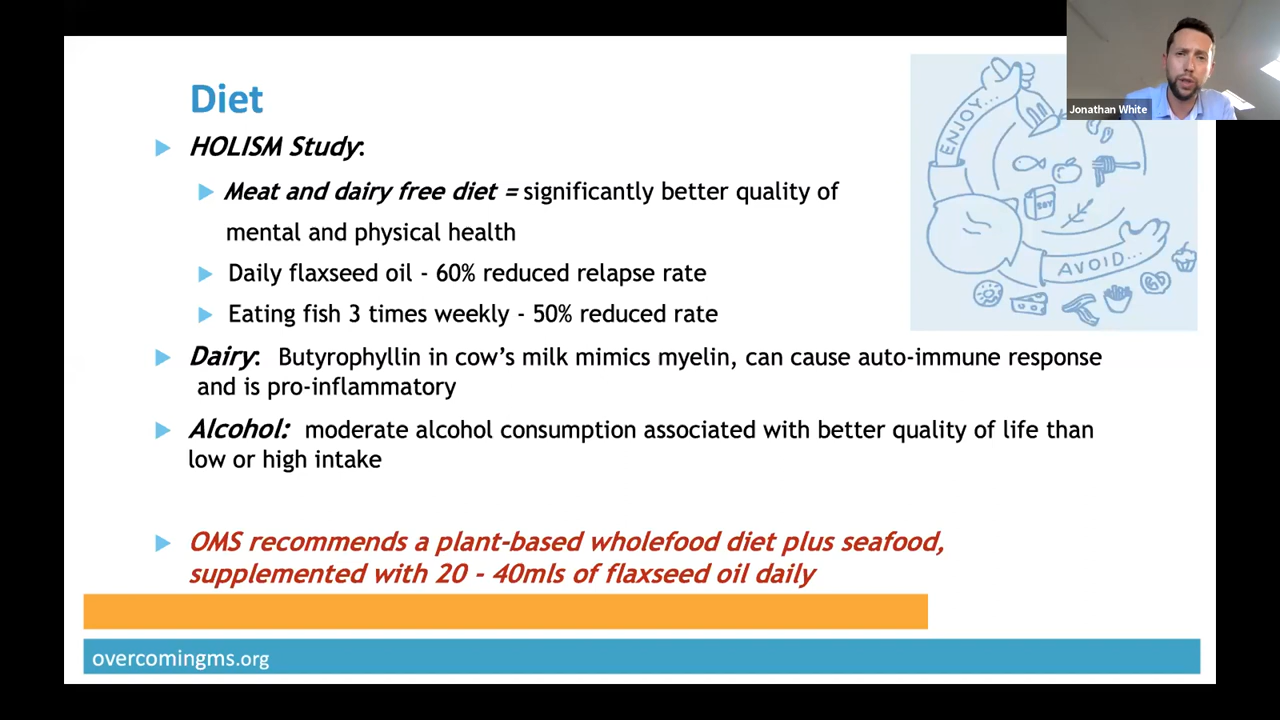 Jonathan White
Diet
HOLISM Study:
Meat and dairy free diet = significantly better quality of
mental and physical health
Daily flaxseed oil - 60% reduced relapse rate
Eating fish 3 times weekly - 50% reduced rate
Dairy: Butyrophyllin in cow's milk mimics myelin, can cause auto-immune response
and is pro-inflammatory
Alcohol: moderate alcohol consumption associated with better quality of life than
low or high intake
OMS recommends a plant-based wholefood diet plus seafood,
supplemented with 20 - 40mls of flaxseed oil daily
ENJOY...
SOY
AVOID...
overcomingms.org